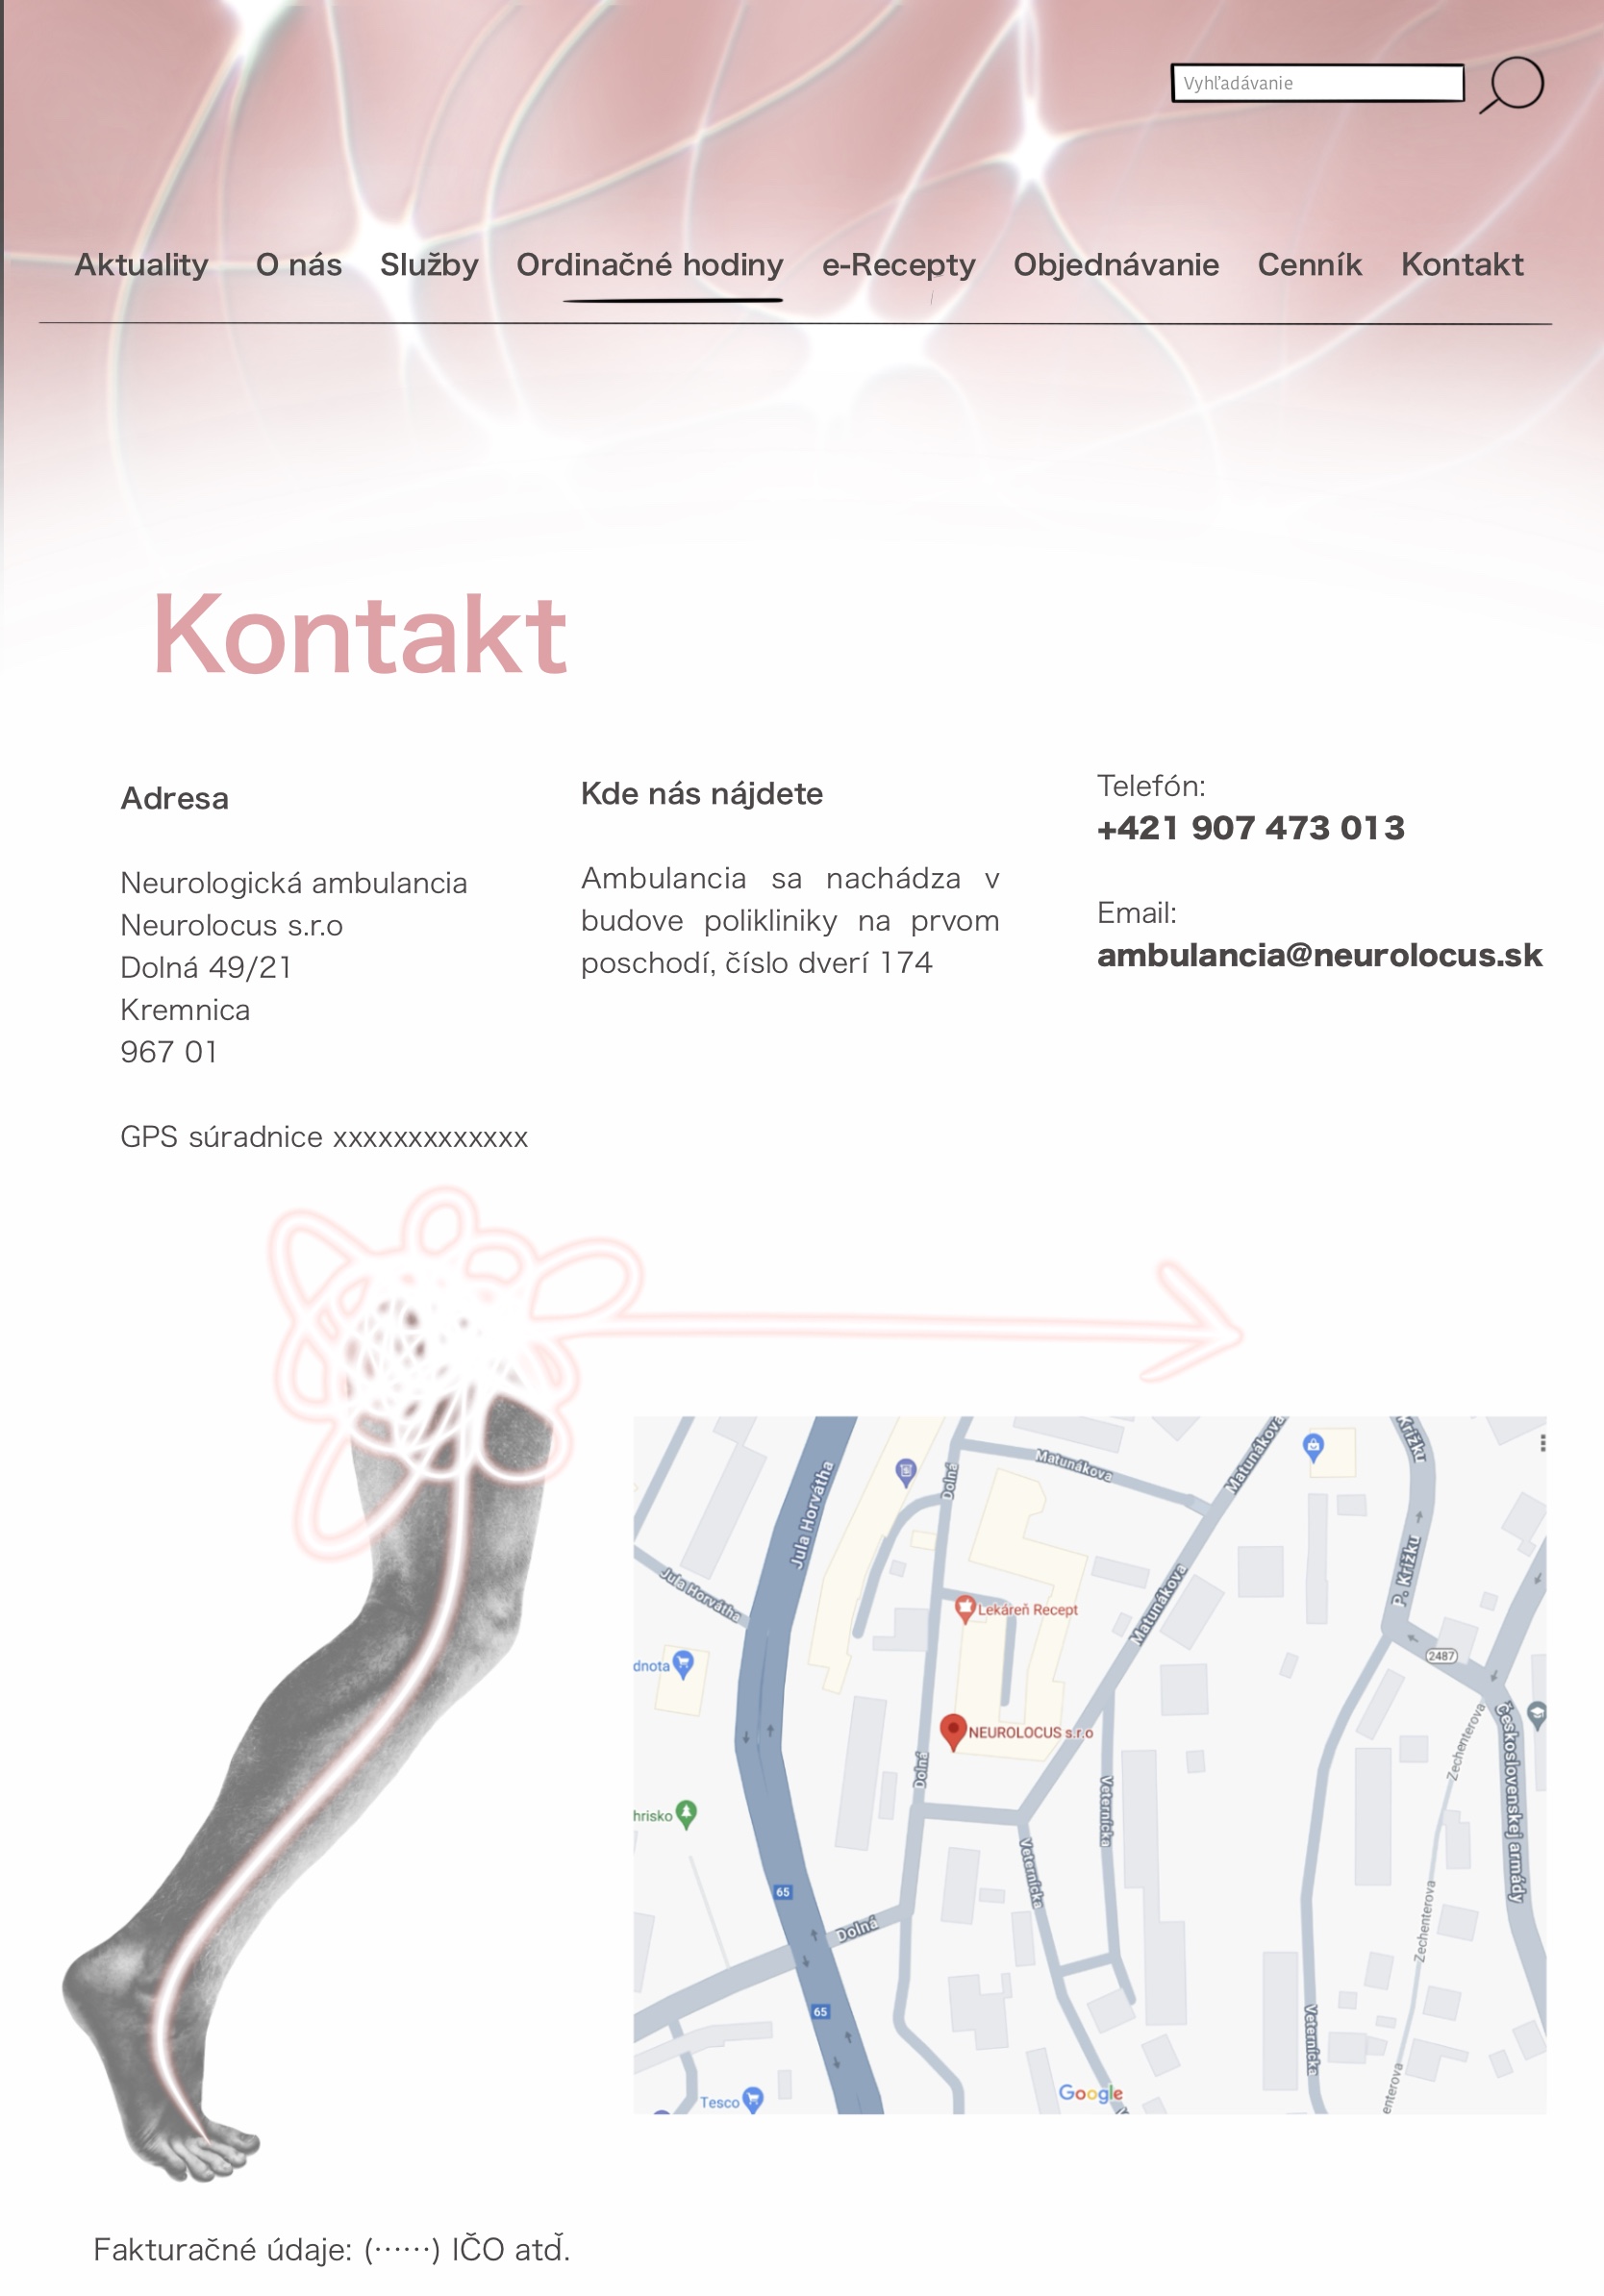 Vyhľadávanie
Aktuality O nás Služby Ordinačné hodiny e-Recepty Objednávanie Cenník Kontakt
Kontakt
Adresa
Neurologická ambulancia
Neurolocus s.r.o
Dolná 49/21
Kremnica
967 01
GPS súradnice xxxxxxxxxxxxx
Kde nás nájdete
Ambulancia sa nachádza v
budove polikliniky na prvom
poschodí, číslo dverí 174
Telefón:
+421 907 473 013
Email:
ambulancia@neurolocus.sk
Matunákova
Matunákova
Križku
Dolná
Jula Horvátha
Jula Horvátha
P. Križku
Matunákova
Lekáreň Recept
dnota
2487
NEUROLOCUS s.r.o
Zechenterova
Československej armády
Dolná
Veternícka
hrisko
Veternícka
65
Dolná
Zechenterova
65
Veternícka
Tesco
Google
enterova
Fakturačné údaje: (······) IČO atď.